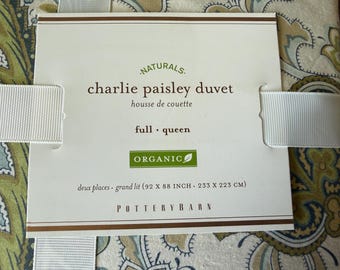 ·NATURALS·
charlie paisley duvet
housse de couette
full · queen
ORGANIC
deux places · grand lit (92 X 88 INCH · 233 X 223 CM)
POTTERYBARN